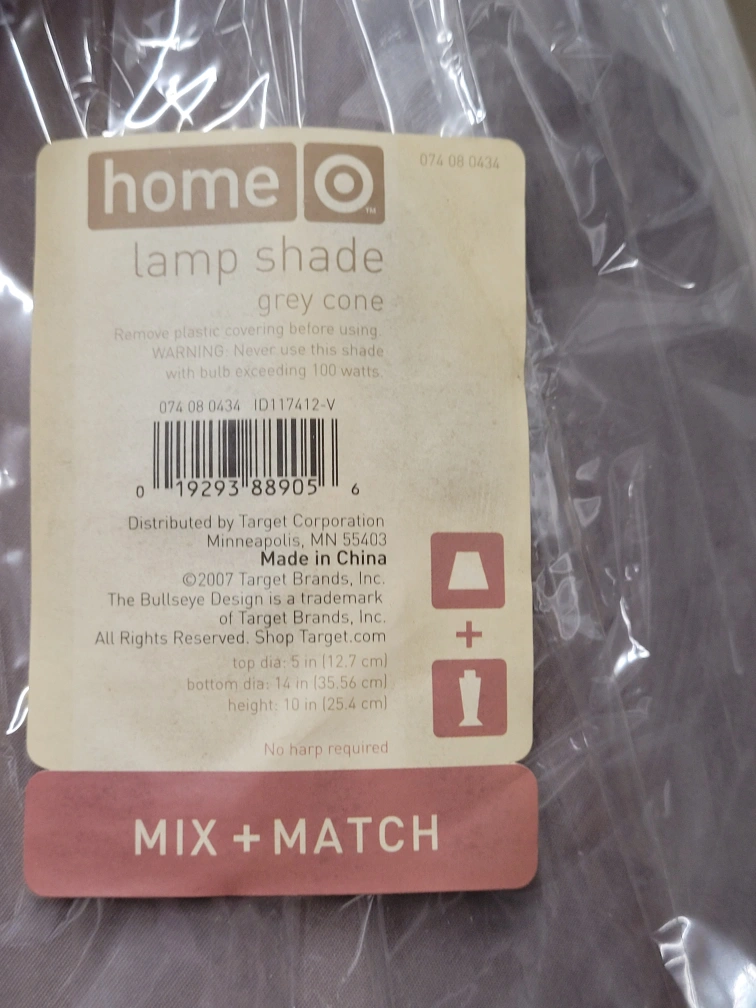 home
TM
074 08 0434
lamp shade
grey cone
Remove plastic covering before using.
WARNING: Never use this shade
with bulb exceeding 100 watts.
074 08 0434 ID117412-V
0 19293 88905 6
Distributed by Target Corporation
Minneapolis, MN 55403
Made in China
©2007 Target Brands, Inc.
The Bullseye Design is a trademark
of Target Brands, Inc.
All Rights Reserved. Shop Target.com
top dia: 5 in (12.7 cm)
bottom dia: 14 in (35.56 cm)
height: 10 in (25.4 cm)
+
No harp required
MIX + MATCH